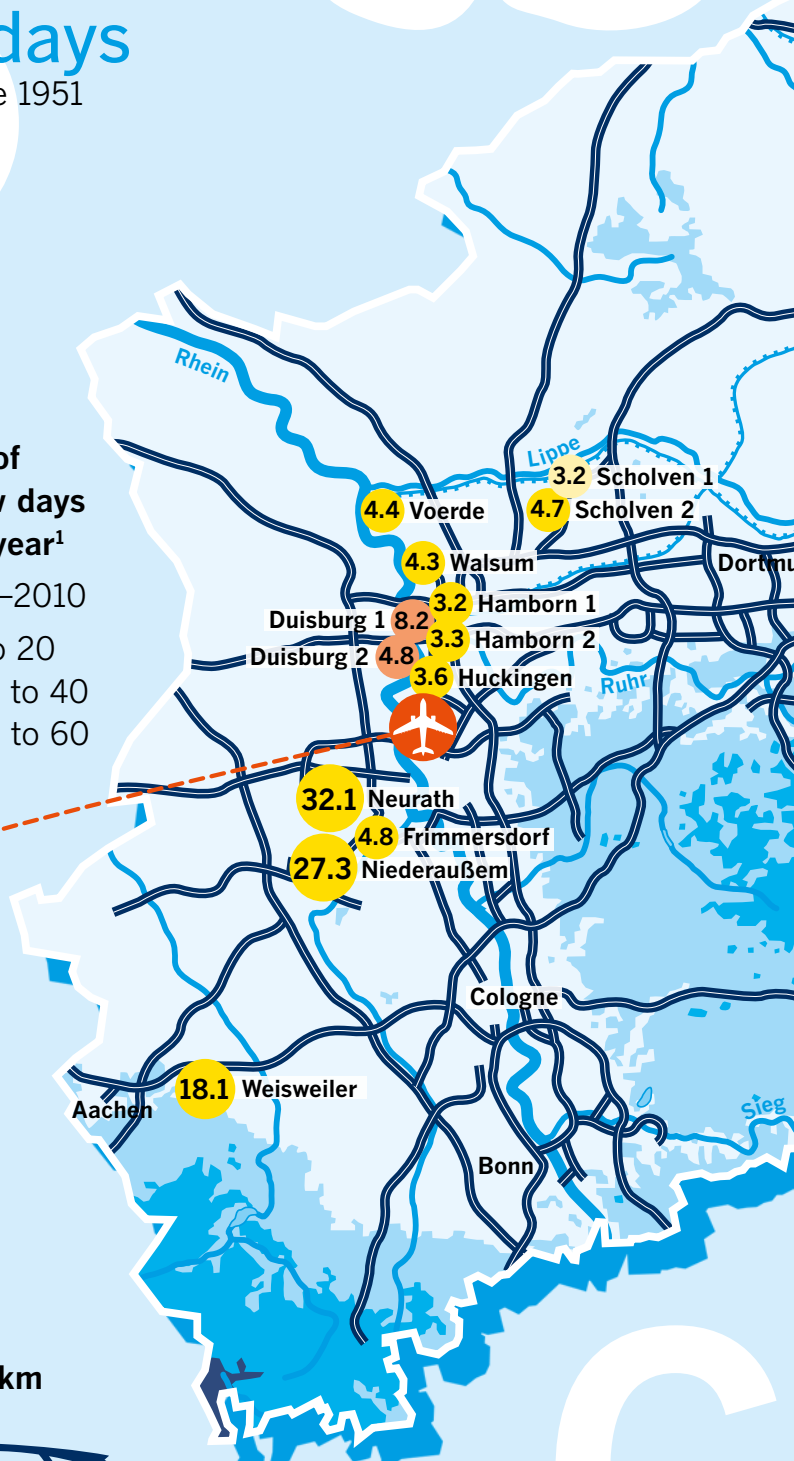 days
e 1951
of
w days
year¹
–2010
o 20
to 40
to 60
km
Rhein
Lippe
3.2 Scholven 1
4.4 Voerde
4.7 Scholven 2
4.3 Walsum
3.2 Hamborn 1
Duisburg 1 8.2
3.3 Hamborn 2
Duisburg 2 4.8
3.6 Huckingen
Ruhr
Dortmu
32.1 Neurath
4.8 Frimmersdorf
27.3 Niederaußem
Cologne
18.1 Weisweiler
Aachen
Sieg
Bonn